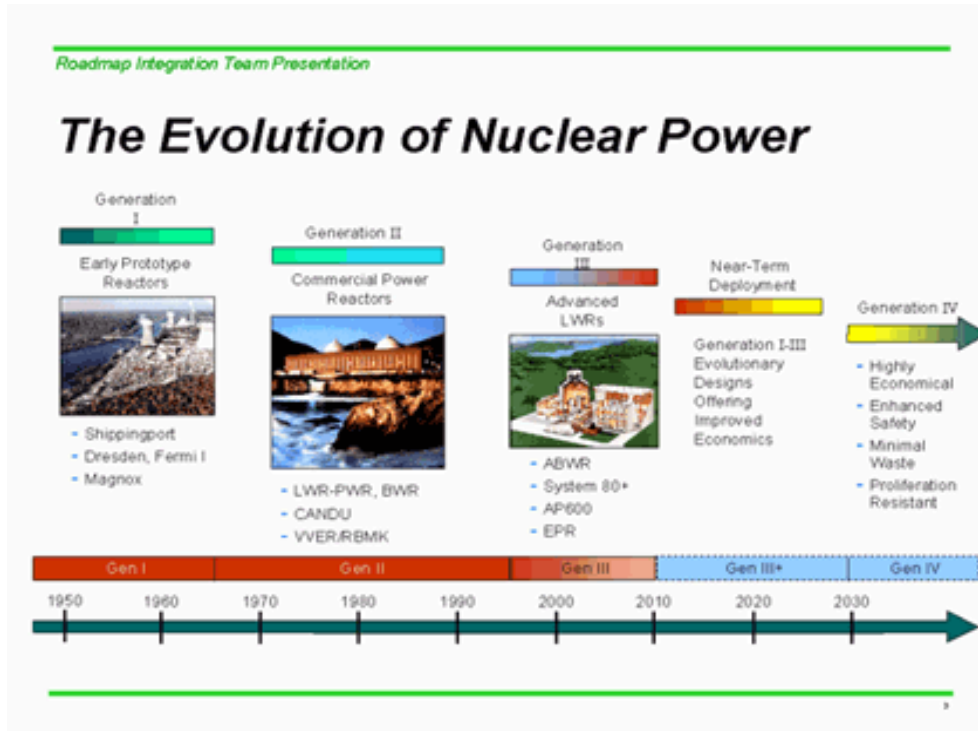 Roadmap Integration Team Presentation
The Evolution of Nuclear Power
Generation
I
Early Prototype
Reactors
- Shippingport
- Dresden, Fermi I
- Magnox
Generation II
Commercial Power
Reactors
- LWR-PWR, BWR
- CANDU
- VVER/RBMK
Generation
III
Advanced
LWRs
- ABWR
- System 80+
- AP600
- EPR
Near-Term
Deployment
Generation I-III
Evolutionary
Designs
Offering
Improved
Economics
Generation IV
- Highly
Economical
- Enhanced
Safety
- Minimal
Waste
- Proliferation
Resistant
Gen I Gen II Gen III Gen III+ Gen IV
1950 1960 1970 1980 1990 2000 2010 2020 2030